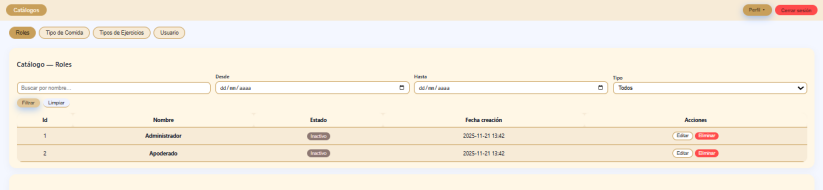 Catálogos Perfil Cerrar sesión
Roles Tipo de Comida Tipos de Ejercicios Usuario
Catálogo — Roles
Desde Hasta Tipo
Buscar por nombre... dd/mm/aaaa dd/mm/aaaa Todos
Filtrar Limpiar
Id Nombre Estado Fecha creación Acciones
1 Administrador Inactivo 2025-11-21 13:42 Editar Eliminar
2 Apoderado Inactivo 2025-11-21 13:42 Editar Eliminar